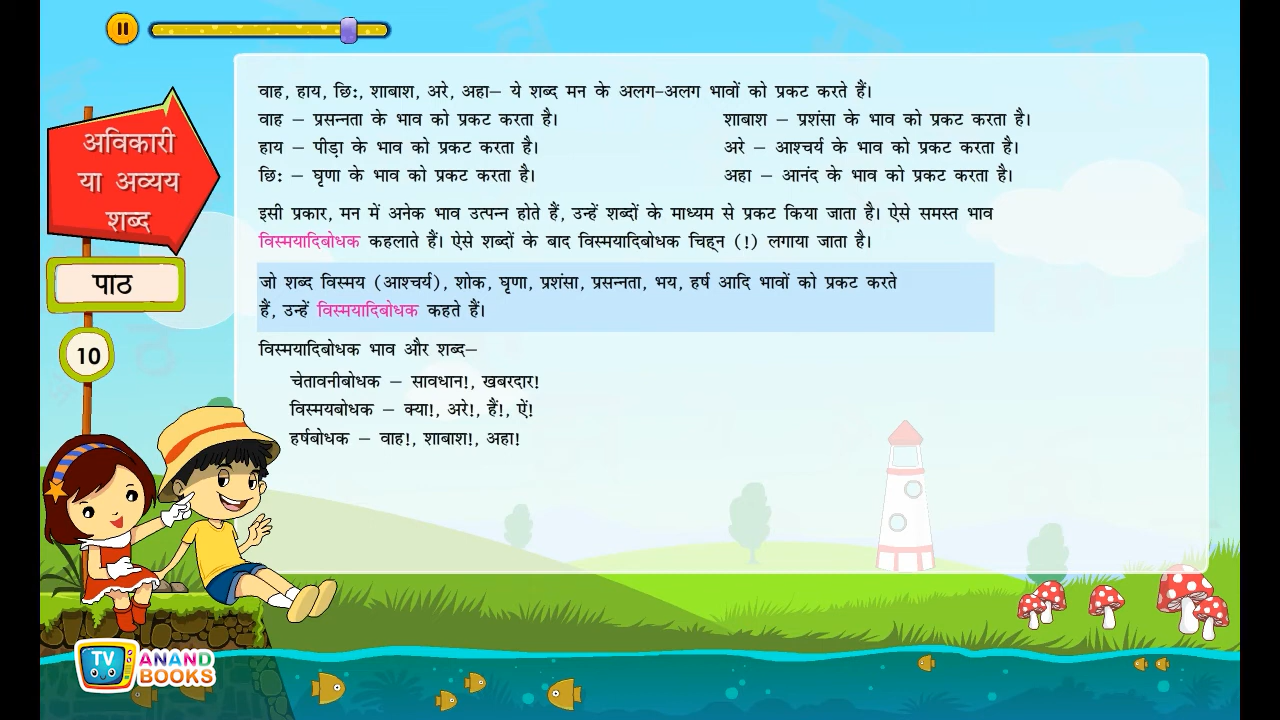 अविकारी
या अव्यय
शब्द
पाठ
10
वाह, हाय, छि:, शाबाश, अरे, अहा– ये शब्द मन के अलग-अलग भावों को प्रकट करते हैं।
वाह – प्रसन्नता के भाव को प्रकट करता है। शाबाश – प्रशंसा के भाव को प्रकट करता है।
हाय – पीड़ा के भाव को प्रकट करता है। अरे – आश्चर्य के भाव को प्रकट करता है।
छि: – घृणा के भाव को प्रकट करता है। अहा – आनंद के भाव को प्रकट करता है।
इसी प्रकार, मन में अनेक भाव उत्पन्न होते हैं, उन्हें शब्दों के माध्यम से प्रकट किया जाता है। ऐसे समस्त भाव
विस्मयादिबोधक कहलाते हैं। ऐसे शब्दों के बाद विस्मयादिबोधक चिह्न (!) लगाया जाता है।
जो शब्द विस्मय (आश्चर्य), शोक, घृणा, प्रशंसा, प्रसन्नता, भय, हर्ष आदि भावों को प्रकट करते
हैं, उन्हें विस्मयादिबोधक कहते हैं।
विस्मयादिबोधक भाव और शब्द–
चेतावनीबोधक – सावधान!, खबरदार!
विस्मयबोधक – क्या!, अरे!, हैं!, ऐं!
हर्षबोधक – वाह!, शाबाश!, अहा!
TV
ANAND
BOOKS